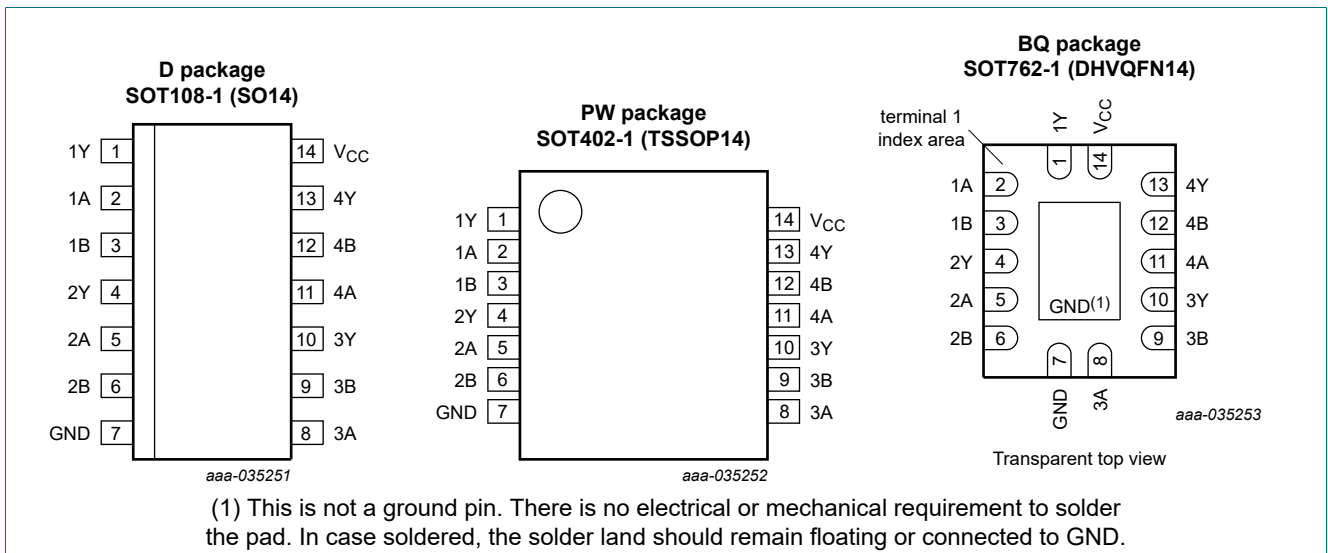 D package
SOT108-1 (SO14)
1Y 1 14 VCC
1A 2 13 4Y
1B 3 12 4B
2Y 4 11 4A
2A 5 10 3Y
2B 6 9 3B
GND 7 8 3A
aaa-035251
PW package
SOT402-1 (TSSOP14)
1Y 1 14 VCC
1A 2 13 4Y
1B 3 12 4B
2Y 4 11 4A
2A 5 10 3Y
2B 6 9 3B
GND 7 8 3A
aaa-035252
BQ package
SOT762-1 (DHVQFN14)
terminal 1
index area
1Y VCC
1 14
1A 2 13 4Y
1B 3 12 4B
2Y 4 11 4A
2A 5 10 3Y
GND(1)
2B 6 9 3B
7 8
GND 3A
aaa-035253
Transparent top view
(1) This is not a ground pin. There is no electrical or mechanical requirement to solder
the pad. In case soldered, the solder land should remain floating or connected to GND.